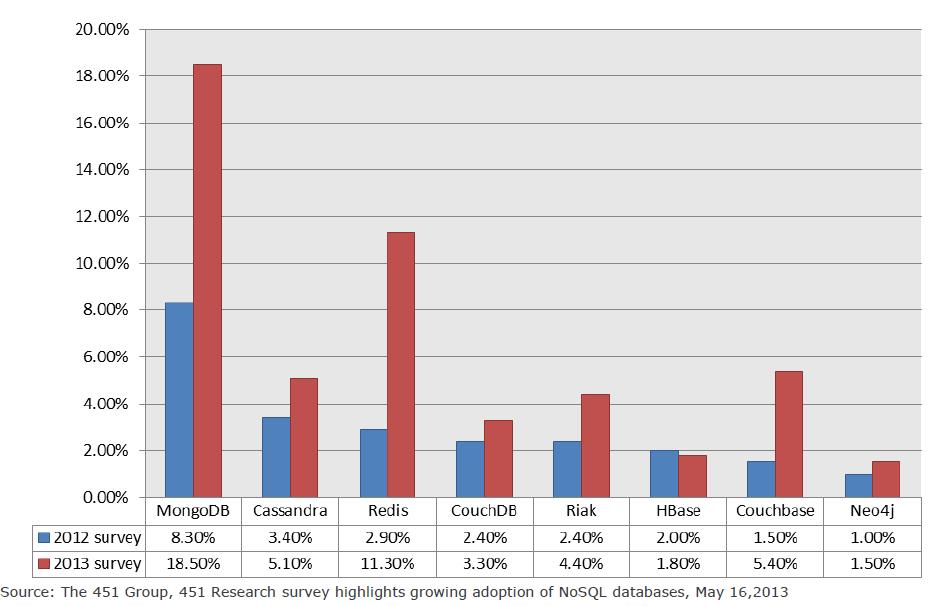 20.00%
18.00%
16.00%
14.00%
12.00%
10.00%
8.00%
6.00%
4.00%
2.00%
0.00%
MongoDB Cassandra Redis CouchDB Riak HBase Couchbase Neo4j
2012 survey 8.30% 3.40% 2.90% 2.40% 2.40% 2.00% 1.50% 1.00%
2013 survey 18.50% 5.10% 11.30% 3.30% 4.40% 1.80% 5.40% 1.50%
Source: The 451 Group, 451 Research survey highlights growing adoption of NoSQL databases, May 16,2013